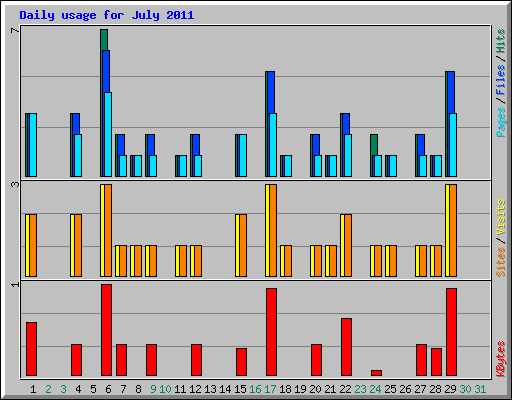 Daily usage for July 2011
7
Pages/Files/Hits
3
Sites/Visits
1
KBytes
1 2 3 4 5 6 7 8 9 10 11 12 13 14 15 16 17 18 19 20 21 22 23 24 25 26 27 28 29 30 31